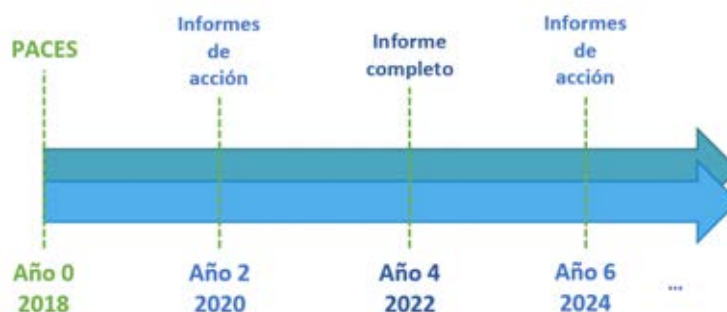 PACES
Informes
de
acción
Informe
completo
Informes
de
acción
Año 0
2018
Año 2
2020
Año 4
2022
Año 6
2024
...